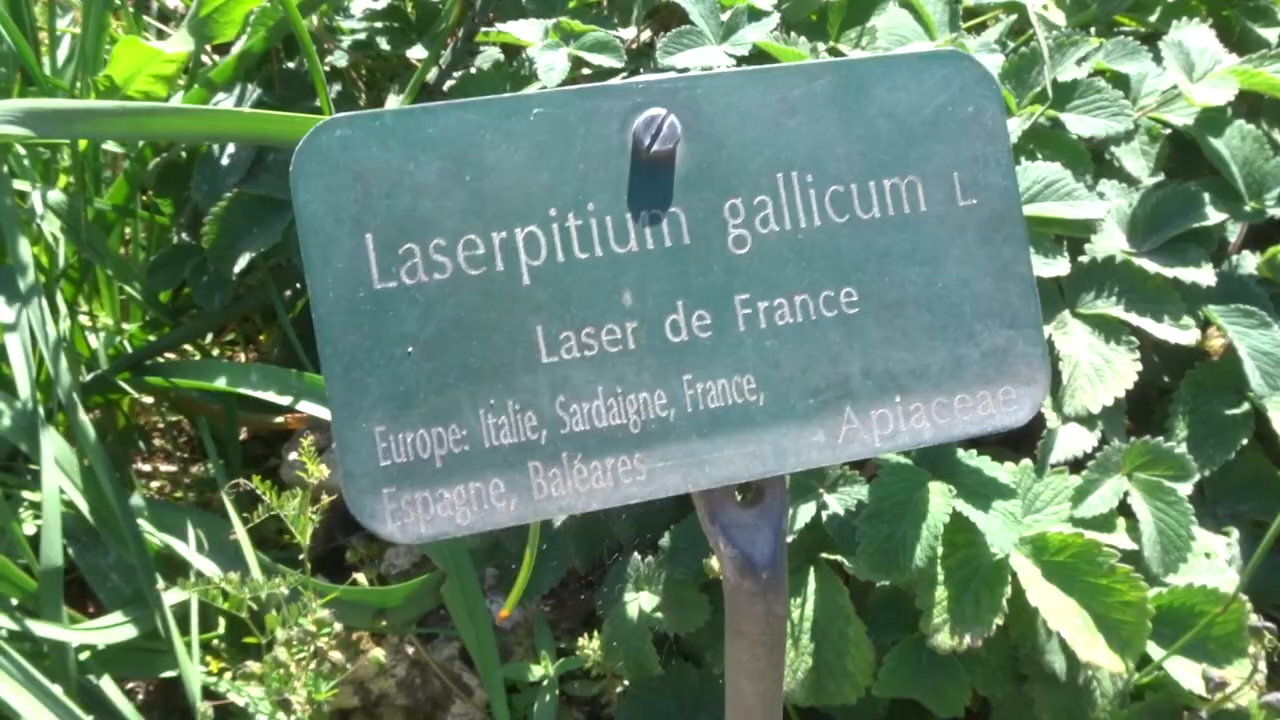 Laserpitium gallicum L.
Laser de France
Europe: Italie, Sardaigne, France,
Espagne, Baléares
Apiaceae